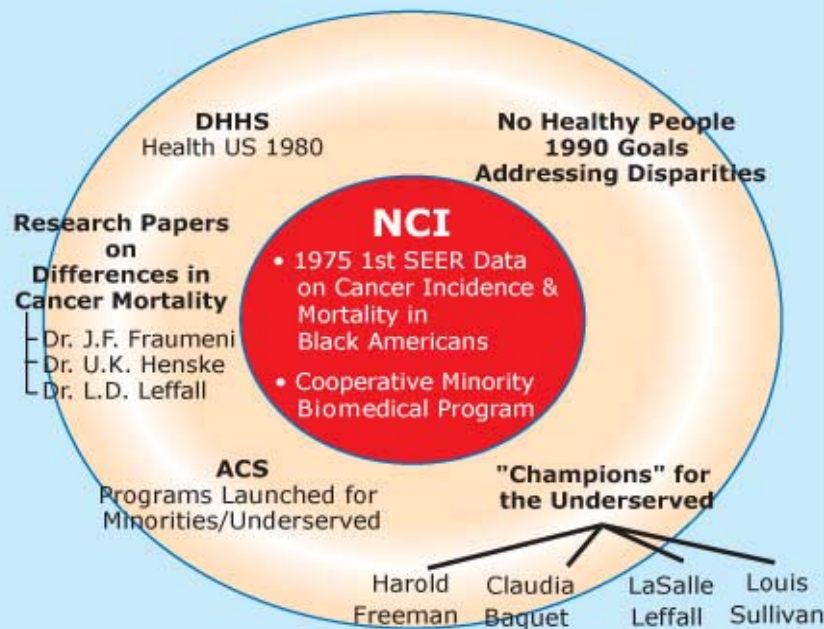 DHHS
Health US 1980
No Healthy People
1990 Goals
Addressing Disparities
Research Papers
on
Differences in
Cancer Mortality
Dr. J.F. Fraumeni
Dr. U.K. Henske
Dr. L.D. Leffall
NCI
• 1975 1st SEER Data
on Cancer Incidence &
Mortality in
Black Americans
• Cooperative Minority
Biomedical Program
ACS
Programs Launched for
Minorities/Underserved
"Champions" for
the Underserved
Harold
Freeman
Claudia
Baquet
LaSalle
Leffall
Louis
Sullivan